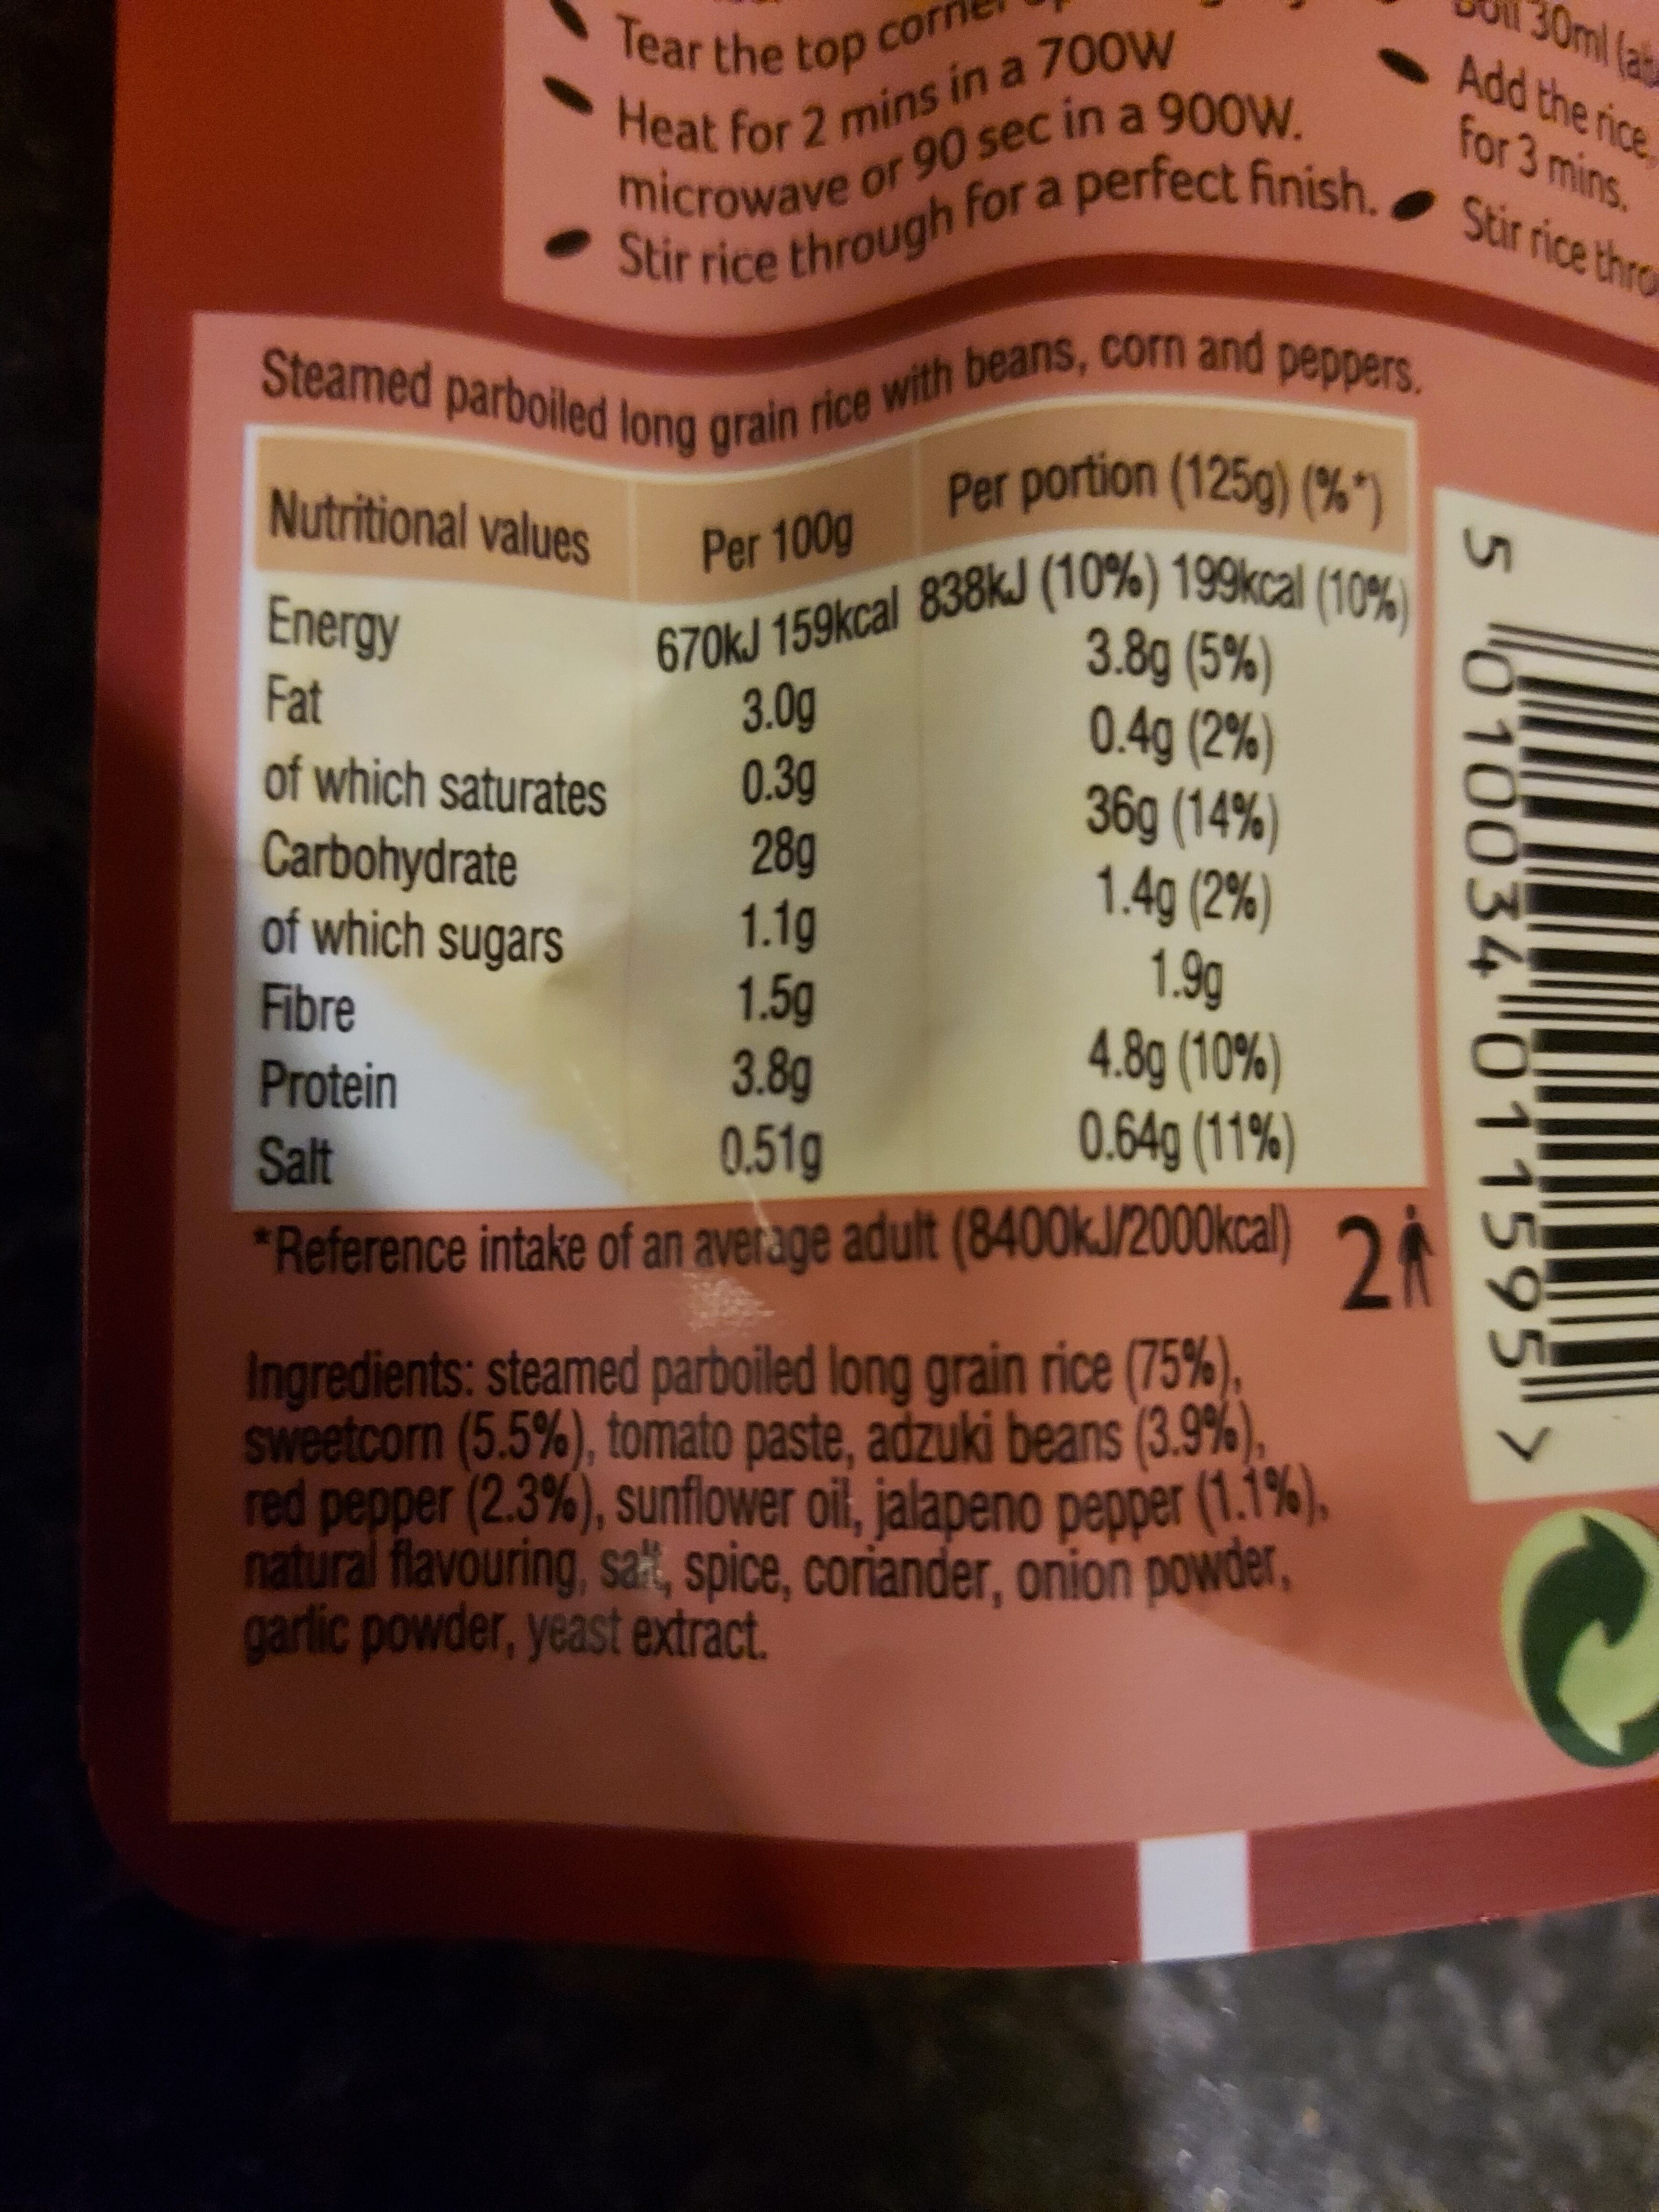 Tear the top
Heat for 2 mins in a 700W
microwave or 90 sec in a 900W.
Stir rice through for a perfect finish.
30ml
Add the rice,
for 3 mins.
Stir rice
Steamed parboiled long grain rice with beans, corn and peppers.
Nutritional values Per 100g Per portion (125g) (%*)
Energy 670kJ 159kcal 838kJ (10%) 199kcal (10%)
Fat 3.0g 3.8g (5%)
of which saturates 0.3g 0.4g (2%)
Carbohydrate 28g 36g (14%)
of which sugars 1.1g 1.4g (2%)
Fibre 1.5g 1.9g
Protein 3.8g 4.8g (10%)
Salt 0.51g 0.64g (11%)
*Reference intake of an average adult (8400kJ/2000kcal) 2
Ingredients: steamed parboiled long grain rice (75%),
sweetcorn (5.5%), tomato paste, adzuki beans (3.9%),
red pepper (2.3%), sunflower oil, jalapeno pepper (1.1%),
natural flavouring, salt, spice, coriander, onion powder,
garlic powder, yeast extract.
5 010034 011595 >